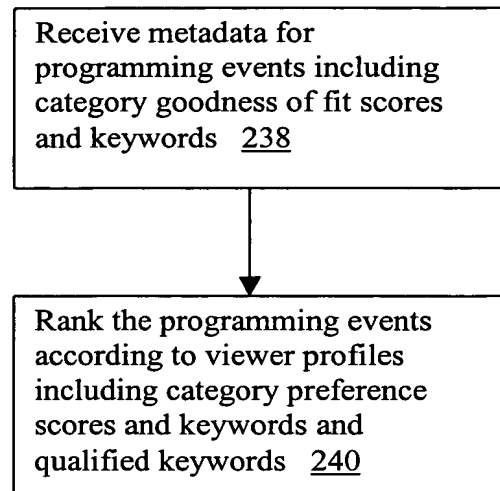 Receive metadata for
programming events including
category goodness of fit scores
and keywords 238
Rank the programming events
according to viewer profiles
including category preference
scores and keywords and
qualified keywords 240